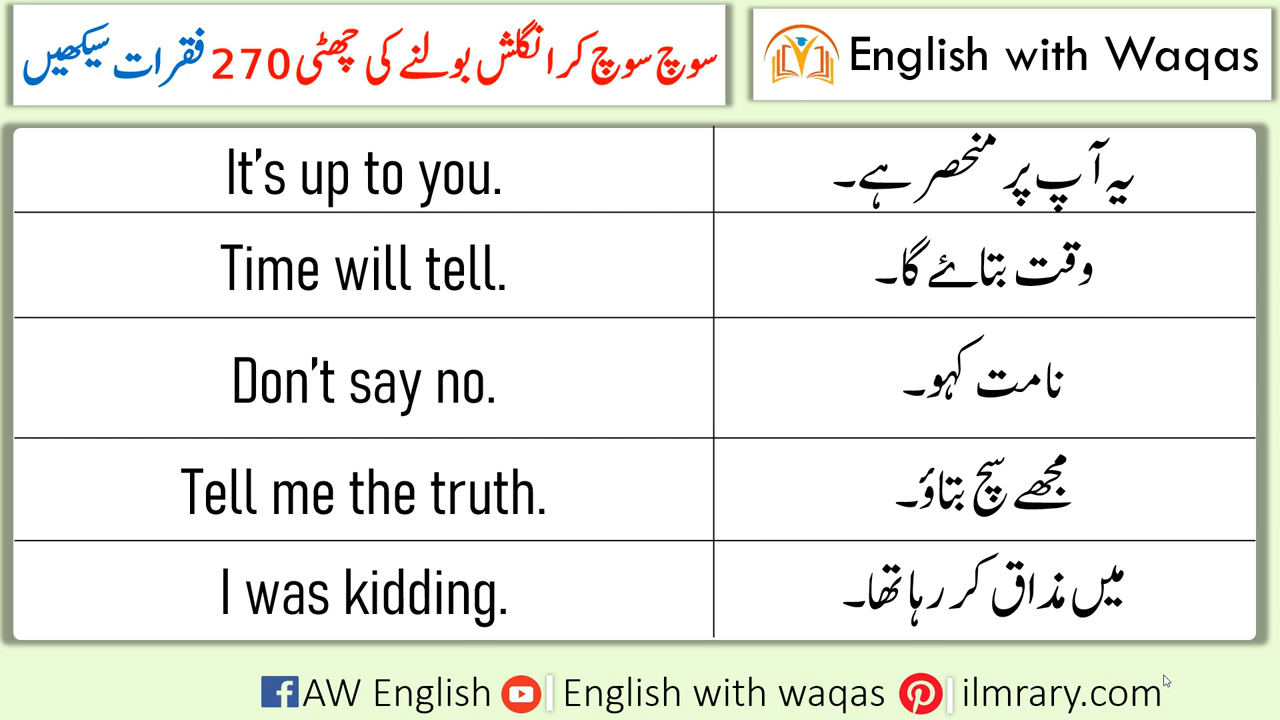 سوچ سوچ کر انگلش بولنے کی چھٹی 270 فقرات سیکھیں
English with Waqas
It's up to you.
یہ آپ پر منحصر ہے۔
Time will tell.
وقت بتائے گا۔
Don't say no.
نا مت کہو۔
Tell me the truth.
مجھے سچ بتاؤ۔
I was kidding.
میں مذاق کر رہا تھا۔
AW English | English with waqas | ilmrary.com